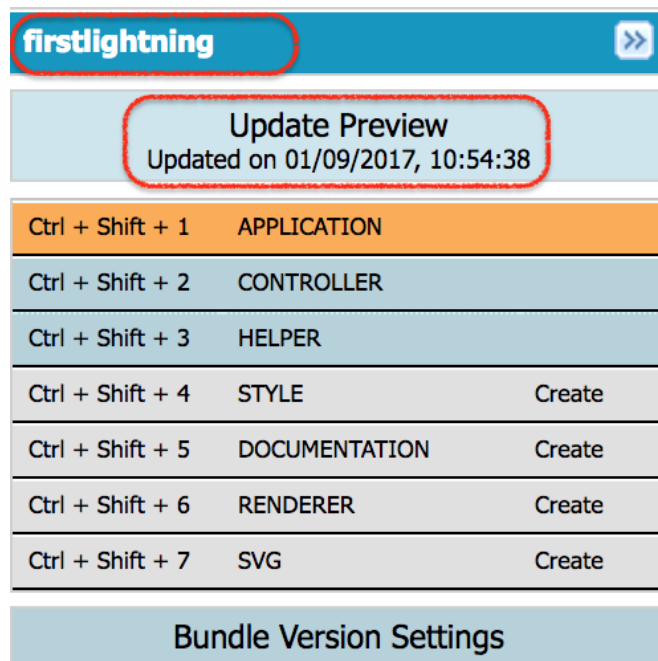 firstlightning
Update Preview
Updated on 01/09/2017, 10:54:38
Ctrl + Shift + 1 APPLICATION
Ctrl + Shift + 2 CONTROLLER
Ctrl + Shift + 3 HELPER
Ctrl + Shift + 4 STYLE Create
Ctrl + Shift + 5 DOCUMENTATION Create
Ctrl + Shift + 6 RENDERER Create
Ctrl + Shift + 7 SVG Create
Bundle Version Settings